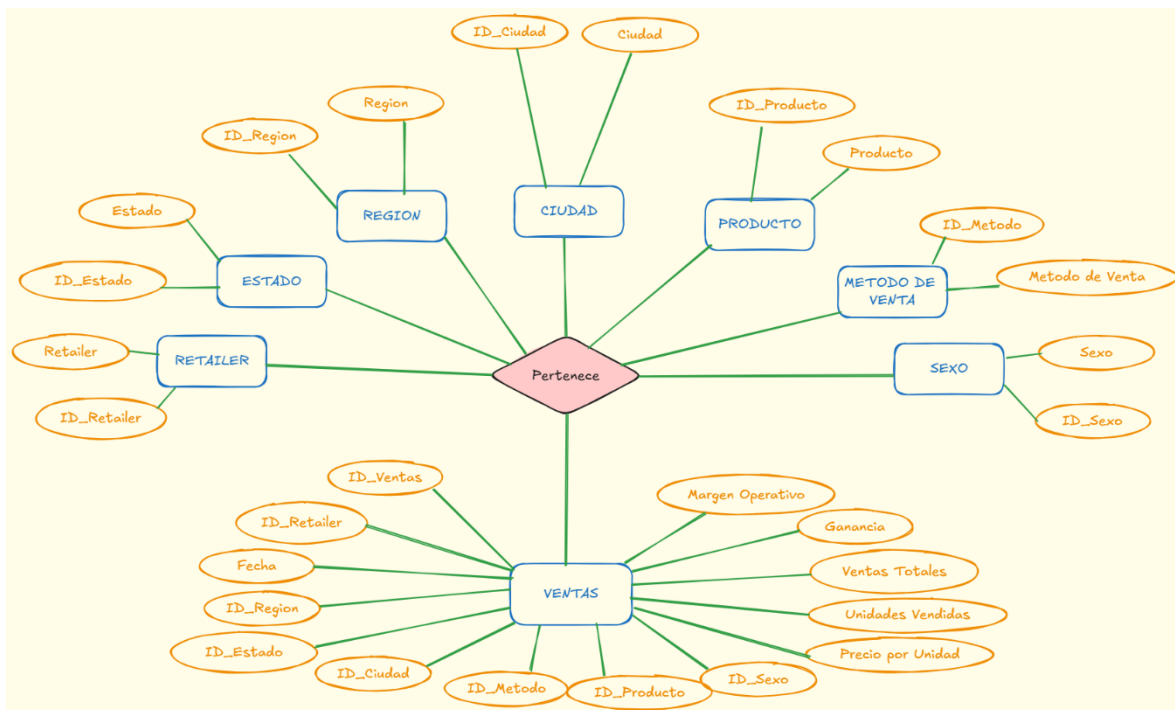 ID_Ciudad
Ciudad
Region
ID_Producto
ID_Region
Producto
Estado
REGION
CIUDAD
PRODUCTO
ID_Metodo
ID_Estado
ESTADO
METODO DE
VENTA
Metodo de Venta
Retailer
RETAILER
Pertenece
SEXO
Sexo
ID_Retailer
ID_Sexo
ID_Ventas
Margen Operativo
ID_Retailer
Ganancia
Fecha
Ventas Totales
VENTAS
ID_Region
Unidades Vendidas
ID_Estado
Precio por Unidad
ID_Ciudad
ID_Metodo
ID_Producto
ID_Sexo